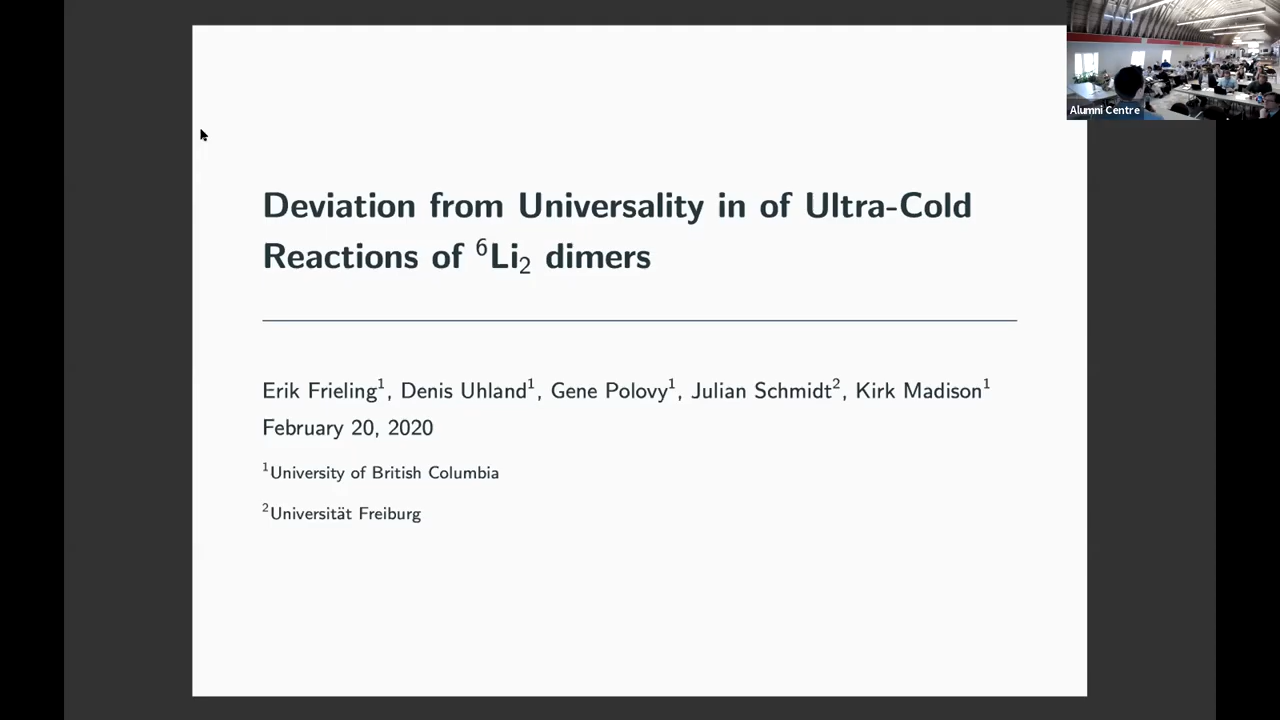 Alumni Centre
Deviation from Universality in of Ultra-Cold
Reactions of ⁶Li₂ dimers
Erik Frieling¹, Denis Uhland¹, Gene Polovy¹, Julian Schmidt², Kirk Madison¹
February 20, 2020
¹University of British Columbia
²Universität Freiburg